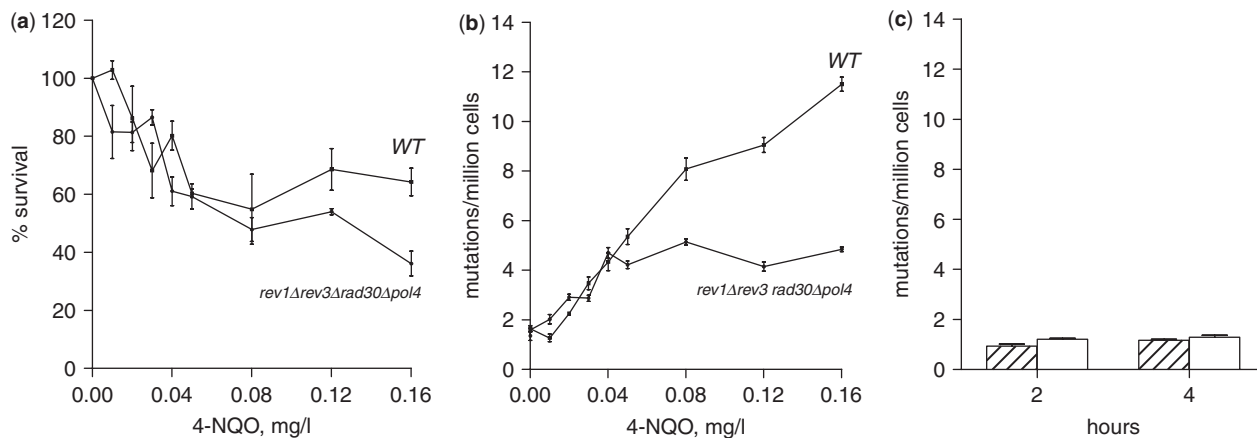 (a)
120
100
80
60
40
20
0
% survival
WT
rev1Δrev3Δrad30Δpol4
0.00 0.04 0.08 0.12 0.16
4-NQO, mg/l
(b)
14
12
10
8
6
4
2
0
mutations/million cells
WT
rev1Δrev3 rad30Δpol4
0.00 0.04 0.08 0.12 0.16
4-NQO, mg/l
(c)
14
12
10
8
6
4
2
0
mutations/million cells
2 4
hours